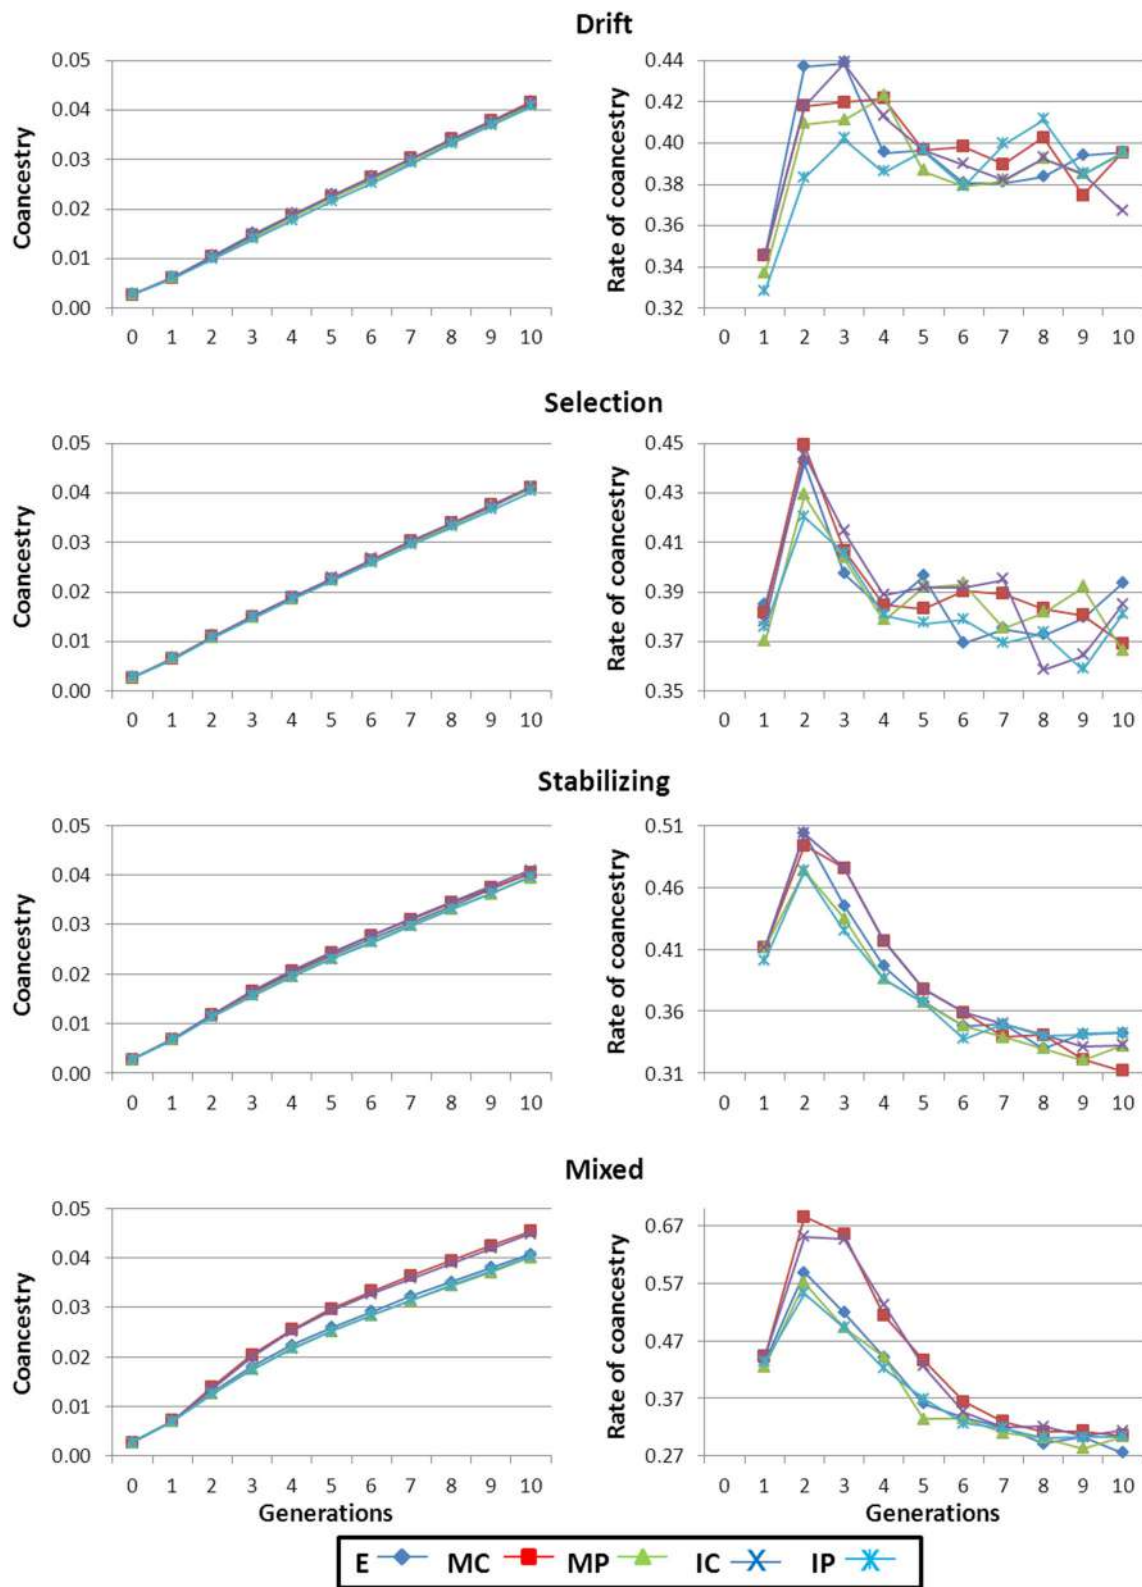 Drift
Coancestry
0.05
0.04
0.03
0.02
0.01
0.00
0 1 2 3 4 5 6 7 8 9 10
Rate of coancestry
0.44
0.42
0.40
0.38
0.36
0.34
0.32
0 1 2 3 4 5 6 7 8 9 10
Selection
Coancestry
0.05
0.04
0.03
0.02
0.01
0.00
0 1 2 3 4 5 6 7 8 9 10
Rate of coancestry
0.45
0.43
0.41
0.39
0.37
0.35
0 1 2 3 4 5 6 7 8 9 10
Stabilizing
Coancestry
0.05
0.04
0.03
0.02
0.01
0.00
0 1 2 3 4 5 6 7 8 9 10
Rate of coancestry
0.51
0.46
0.41
0.36
0.31
0 1 2 3 4 5 6 7 8 9 10
Mixed
Coancestry
0.05
0.04
0.03
0.02
0.01
0.00
0 1 2 3 4 5 6 7 8 9 10
Generations
Rate of coancestry
0.67
0.57
0.47
0.37
0.27
0 1 2 3 4 5 6 7 8 9 10
Generations
E MC MP IC IP